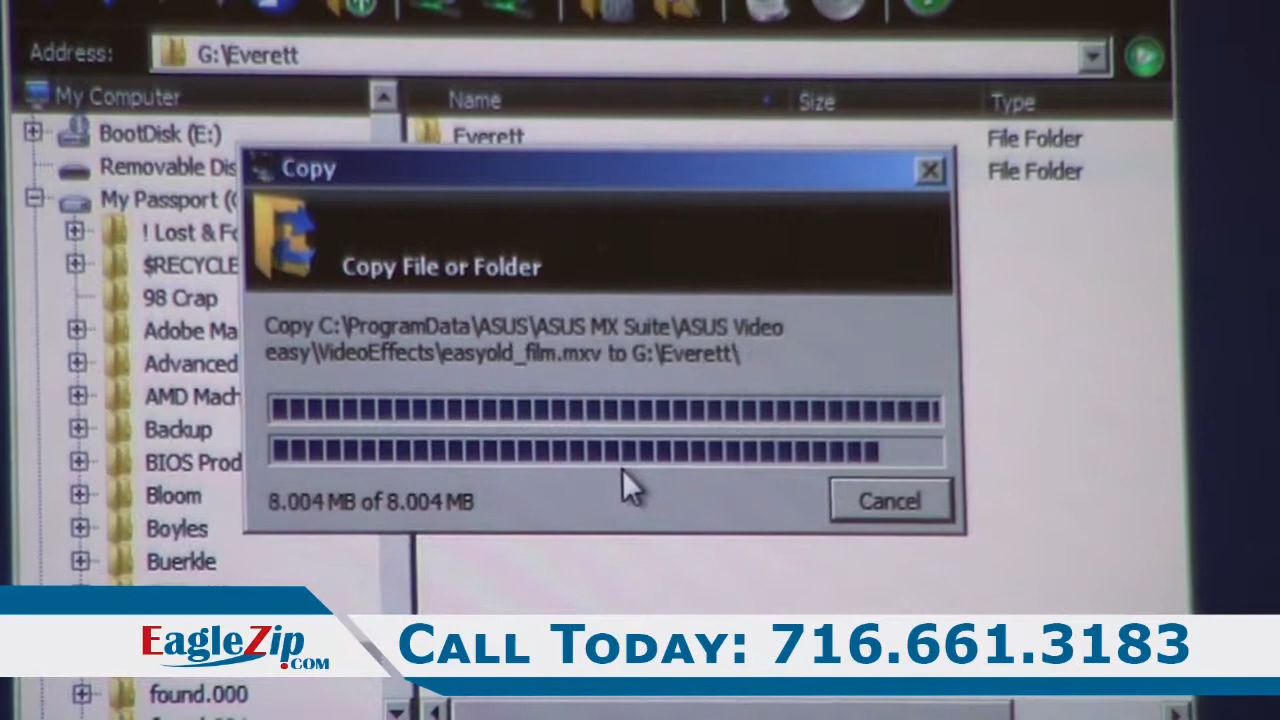 Address: G:\Everett
My Computer
Name Size Type
BootDisk (E:)
Everett File Folder
Removable Dis
File Folder
My Passport (
! Lost & Fo
$RECYCLE
98 Crap
Adobe Ma
Advanced
AMD Mach
Backup
BIOS Prod
Bloom
Boyles
Buerkle
found.000
Copy
Copy File or Folder
Copy C:\ProgramData\ASUS\ASUS MX Suite\ASUS Video
easy\VideoEffects\easyold_film.mxv to G:\Everett\
8.004 MB of 8.004 MB
Cancel
EagleZip.com
Call Today: 716.661.3183